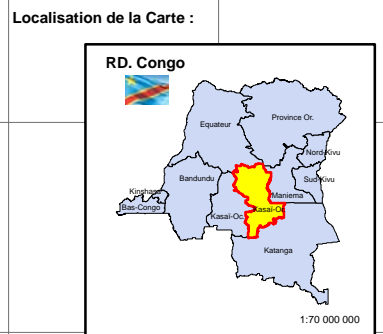 Localisation de la Carte :
RD. Congo
Province Or.
Equateur
Nord-Kivu
Bandundu
Sud-Kivu
Kinshasa
Maniema
Bas-Congo
Kasaï-Or.
Kasaï-Oc.
Katanga
1:70 000 000